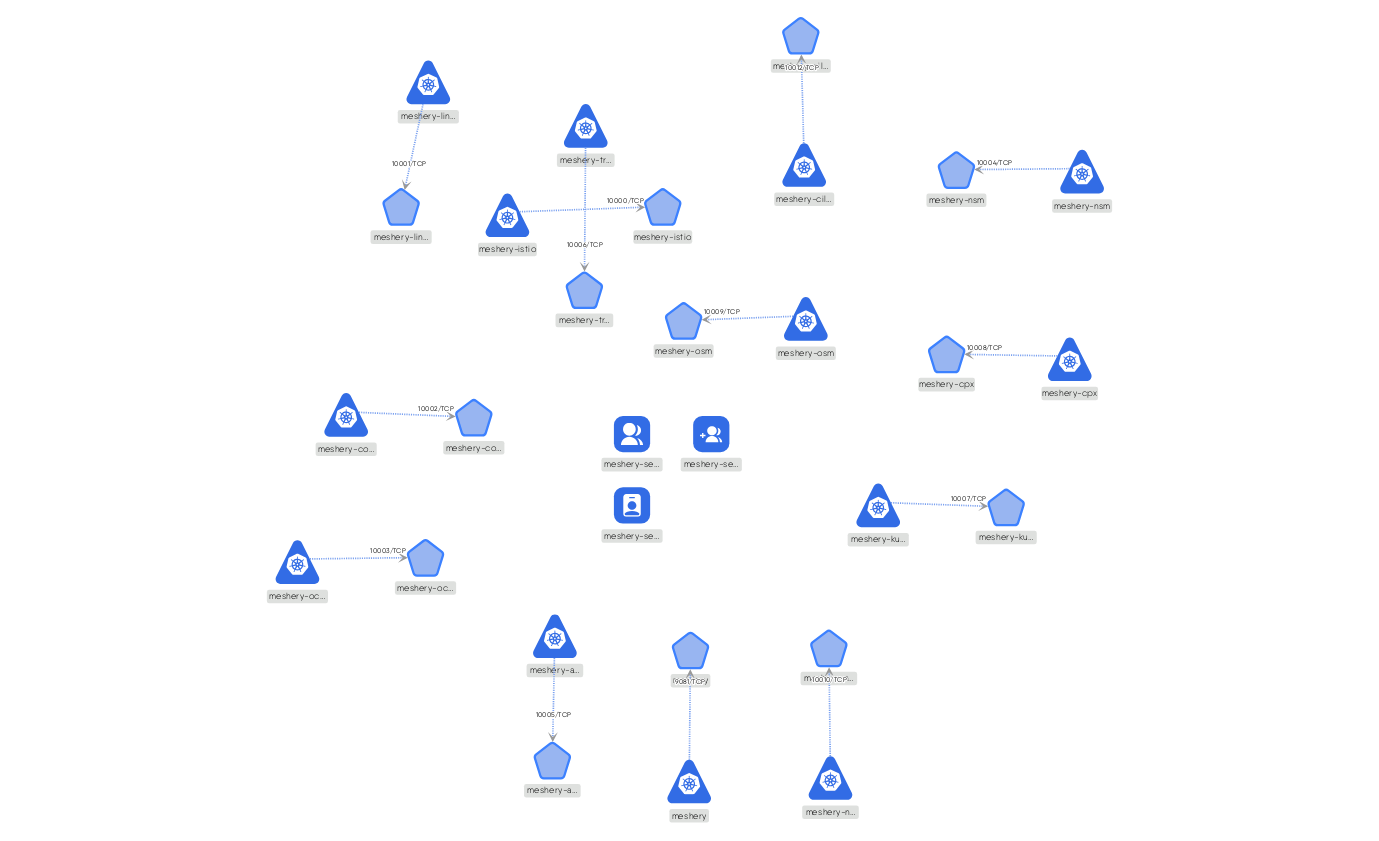 10012/TCP
meshery-lin...
meshery-tr...
10001/TCP
10004/TCP
meshery-cil...
meshery-nsm
meshery-nsm
10000/TCP
meshery-lin...
meshery-istio
meshery-istio
10006/TCP
10009/TCP
meshery-tr...
meshery-osm
meshery-osm
10008/TCP
meshery-cpx
meshery-cpx
10002/TCP
meshery-co...
meshery-co...
meshery-se...
meshery-se...
10007/TCP
meshery-se...
meshery-ku...
meshery-ku...
10003/TCP
meshery-oc...
meshery-oc...
meshery-a...
9081/TCP
10010/TCP
10005/TCP
meshery-a...
meshery
meshery-n...